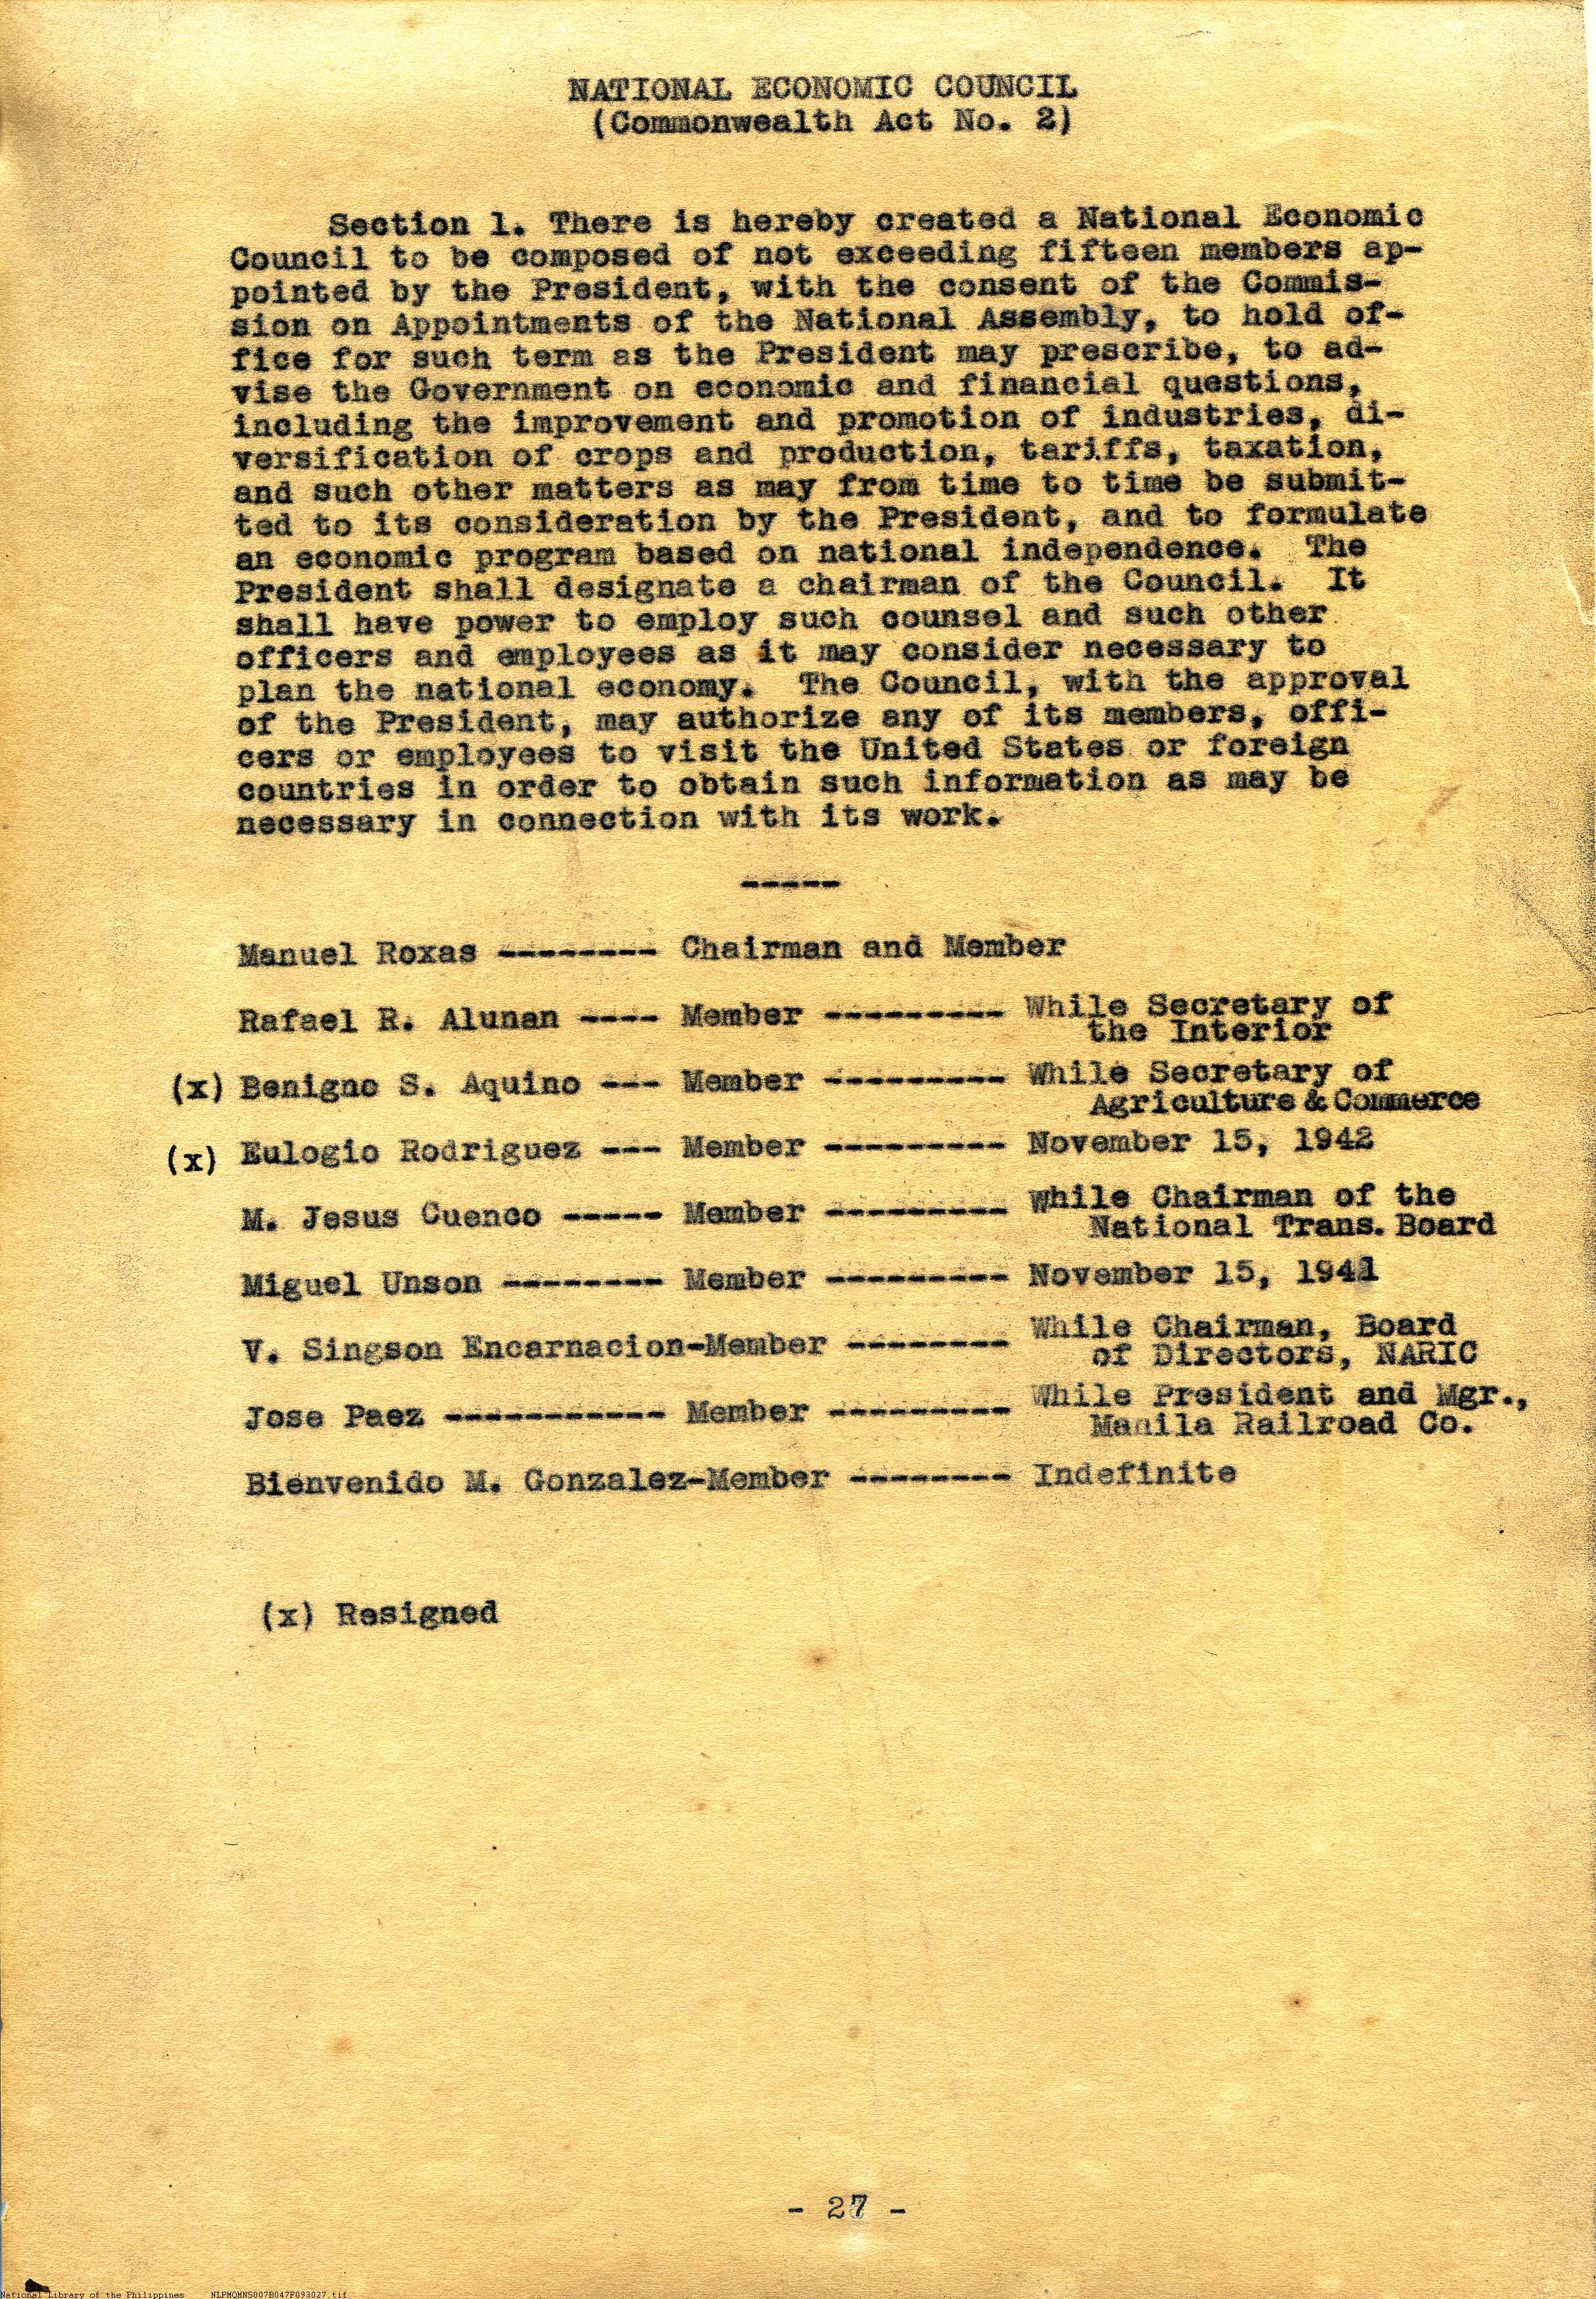 NATIONAL ECONOMIC COUNCIL
(Commonwealth Act No. 2)
Section 1. There is hereby created a National Economic
Council to be composed of not exceeding fifteen members ap-
pointed by the President, with the consent of the Commis-
sion on Appointments of the National Assembly, to hold of-
fice for such term as the President may prescribe, to ad-
vise the Government on economic and financial questions,
including the improvement and promotion of industries, di-
versification of crops and production, tariffs, taxation,
and such other matters as may from time to time be submit-
ted to its consideration by the President, and to formulate
an economic program based on national independence. The
President shall designate a chairman of the Council. It
shall have power to employ such counsel and such other
officers and employees as it may consider necessary to
plan the national economy. The Council, with the approval
of the President, may authorize any of its members, offi-
cers or employees to visit the United States or foreign
countries in order to obtain such information as may be
necessary in connection with its work.
-----
Manuel Roxas -------- Chairman and Member
Rafael R. Alunan ---- Member --------- While Secretary of
the Interior
(x) Benigno S. Aquino --- Member --------- While Secretary of
Agriculture & Commerce
(x) Eulogio Rodriguez --- Member --------- November 15, 1942
M. Jesus Cuenco ----- Member --------- While Chairman of the
National Trans. Board
Miguel Unson -------- Member --------- November 15, 1941
V. Singson Encarnacion-Member -------- While Chairman, Board
of Directors, NARIC
Jose Paez ----------- Member --------- While President and Mgr.,
Manila Railroad Co.
Bienvenido M. Gonzalez-Member -------- Indefinite
(x) Resigned
- 27 -
National Library of the Philippines NLPMQMNS007B047F093027.tif